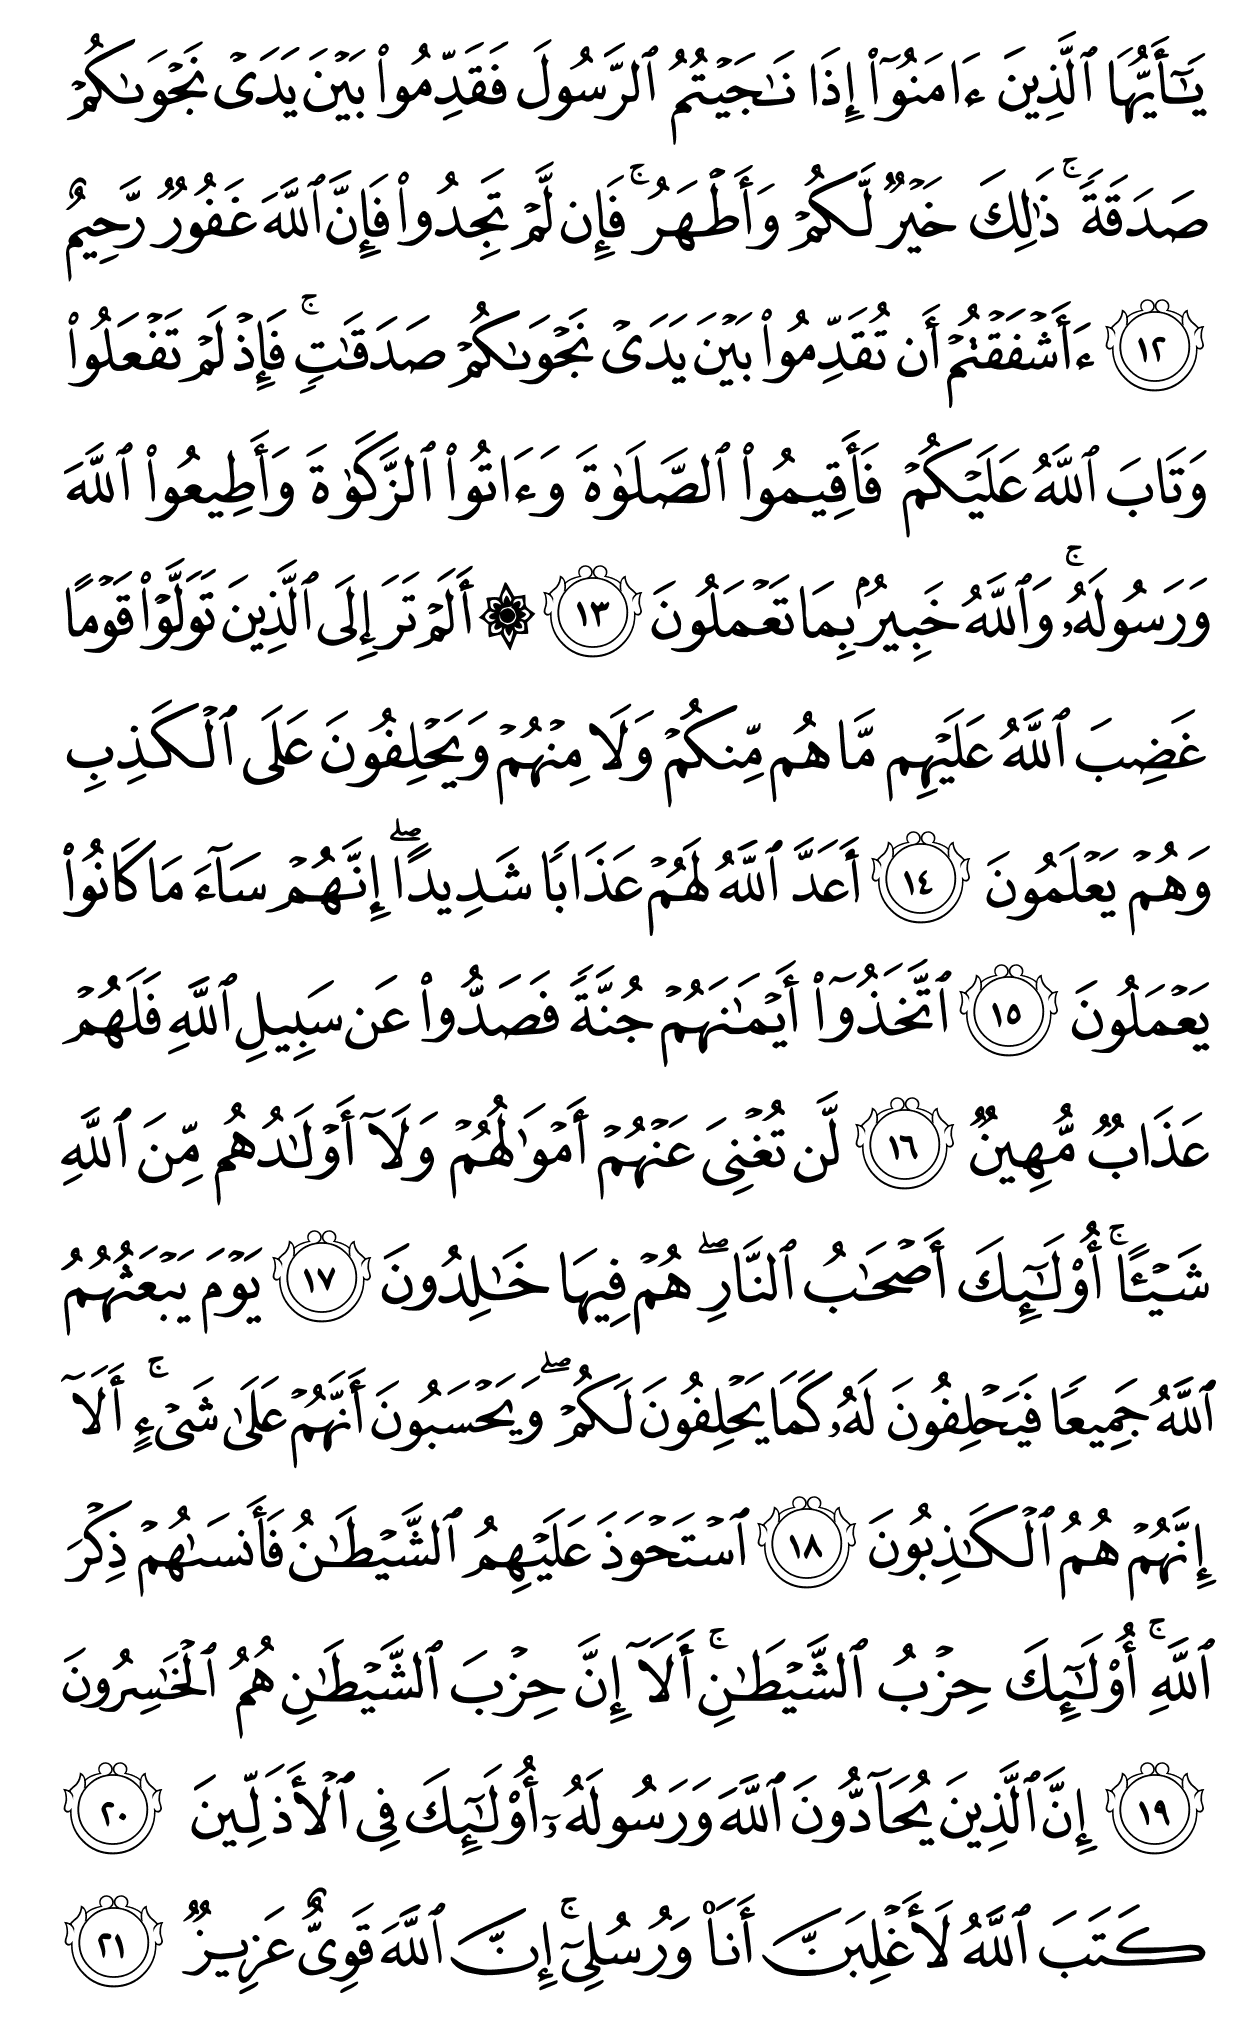 يَـٰٓأَيُّهَا ٱلَّذِينَ ءَامَنُوٓا۟ إِذَا نَـٰجَيْتُمُ ٱلرَّسُولَ فَقَدِّمُوا۟ بَيْنَ يَدَىْ نَجْوَىٰكُمْ
صَدَقَةً ۚ ذَٰلِكَ خَيْرٌ لَّكُمْ وَأَطْهَرُ ۚ فَإِن لَّمْ تَجِدُوا۟ فَإِنَّ ٱللَّهَ غَفُورٌ رَّحِيمٌ
١٢ ءَأَشْفَقْتُمْ أَن تُقَدِّمُوا۟ بَيْنَ يَدَىْ نَجْوَىٰكُمْ صَدَقَـٰتٍ ۚ فَإِذْ لَمْ تَفْعَلُوا۟
وَتَابَ ٱللَّهُ عَلَيْكُمْ فَأَقِيمُوا۟ ٱلصَّلَوٰةَ وَءَاتُوا۟ ٱلزَّكَوٰةَ وَأَطِيعُوا۟ ٱللَّهَ
وَرَسُولَهُۥ ۚ وَٱللَّهُ خَبِيرٌۢ بِمَا تَعْمَلُونَ ١٣ ۞ أَلَمْ تَرَ إِلَى ٱلَّذِينَ تَوَلَّوْا۟ قَوْمًا
غَضِبَ ٱللَّهُ عَلَيْهِم مَّا هُم مِّنكُمْ وَلَا مِنْهُمْ وَيَحْلِفُونَ عَلَى ٱلْكَذِبِ
وَهُمْ يَعْلَمُونَ ١٤ أَعَدَّ ٱللَّهُ لَهُمْ عَذَابًا شَدِيدًا ۖ إِنَّهُمْ سَآءَ مَا كَانُوا۟
يَعْمَلُونَ ١٥ ٱتَّخَذُوٓا۟ أَيْمَـٰنَهُمْ جُنَّةً فَصَدُّوا۟ عَن سَبِيلِ ٱللَّهِ فَلَهُمْ
عَذَابٌ مُّهِينٌ ١٦ لَّن تُغْنِىَ عَنْهُمْ أَمْوَٰلُهُمْ وَلَآ أَوْلَـٰدُهُم مِّنَ ٱللَّهِ
شَيْـًٔا ۚ أُو۟لَـٰٓئِكَ أَصْحَـٰبُ ٱلنَّارِ ۖ هُمْ فِيهَا خَـٰلِدُونَ ١٧ يَوْمَ يَبْعَثُهُمُ
ٱللَّهُ جَمِيعًا فَيَحْلِفُونَ لَهُۥ كَمَا يَحْلِفُونَ لَكُمْ ۖ وَيَحْسَبُونَ أَنَّهُمْ عَلَىٰ شَىْءٍ ۚ أَلَآ
إِنَّهُمْ هُمُ ٱلْكَـٰذِبُونَ ١٨ ٱسْتَحْوَذَ عَلَيْهِمُ ٱلشَّيْطَـٰنُ فَأَنسَىٰهُمْ ذِكْرَ
ٱللَّهِ ۚ أُو۟لَـٰٓئِكَ حِزْبُ ٱلشَّيْطَـٰنِ ۚ أَلَآ إِنَّ حِزْبَ ٱلشَّيْطَـٰنِ هُمُ ٱلْخَـٰسِرُونَ
١٩ إِنَّ ٱلَّذِينَ يُحَآدُّونَ ٱللَّهَ وَرَسُولَهُۥٓ أُو۟لَـٰٓئِكَ فِى ٱلْأَذَلِّينَ ٢٠
كَتَبَ ٱللَّهُ لَأَغْلِبَنَّ أَنَا۠ وَرُسُلِىٓ ۚ إِنَّ ٱللَّهَ قَوِىٌّ عَزِيزٌ ٢١